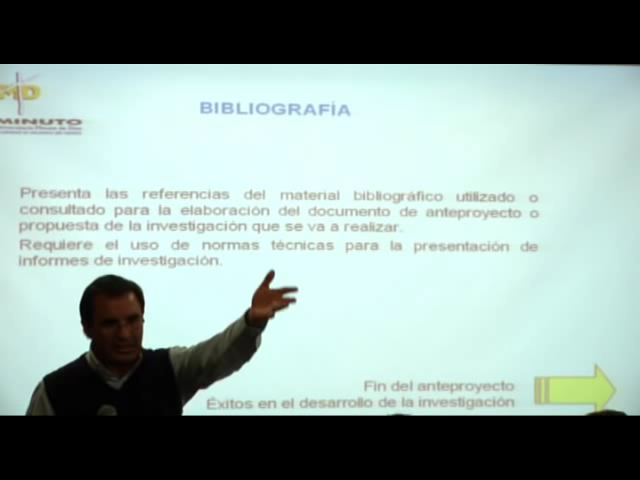 MD
MINUTO
BIBLIOGRAFÍA
Presenta las referencias del material bibliográfico utilizado o
consultado para la elaboración del documento de anteproyecto o
propuesta de la investigación que se va a realizar.
Requiere el uso de normas técnicas para la presentación de
informes de investigación.
Fin del anteproyecto
Éxitos en el desarrollo de la investigación